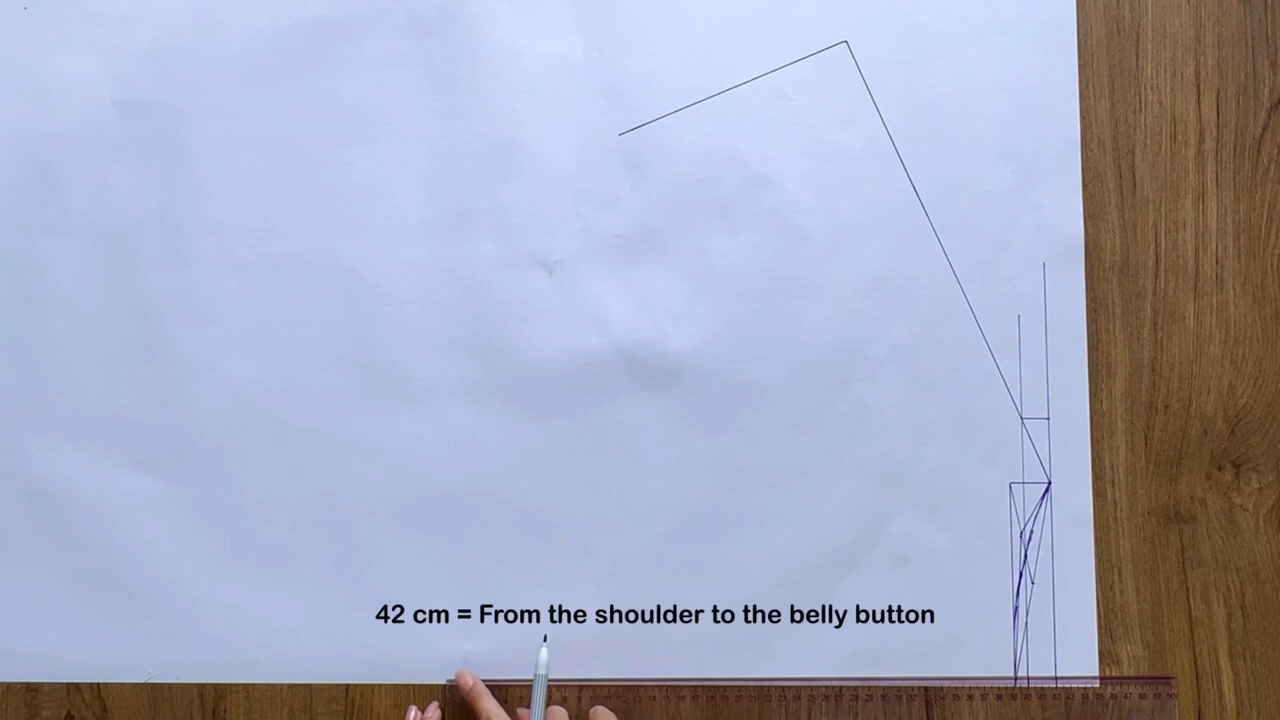 42 cm = From the shoulder to the belly button